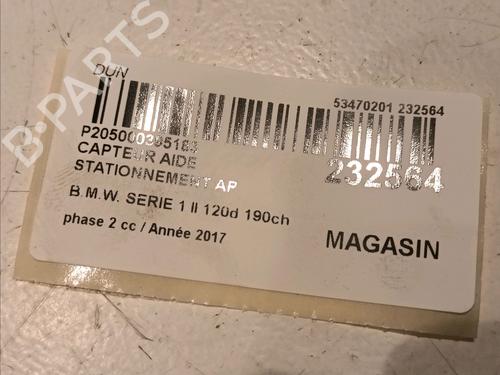 DUN
53470201 232564
CAPTEUR AIDE
STATIONNEMENT AP
232564
B.M.W. SERIE 1 II 120d 190ch
phase 2 cc / Année 2017
MAGASIN
B-PARTS